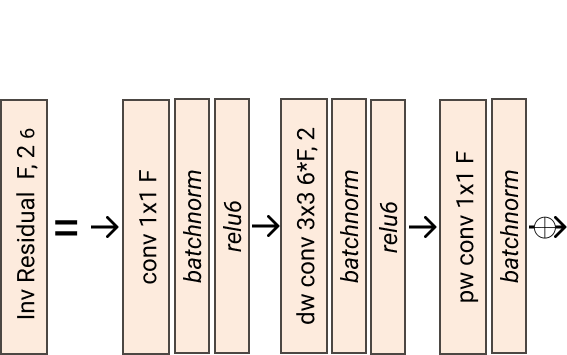 Inv Residual F, 2 6
=
conv 1x1 F
batchnorm
relu6
dw conv 3x3 6*F, 2
batchnorm
relu6
pw conv 1x1 F
batchnorm